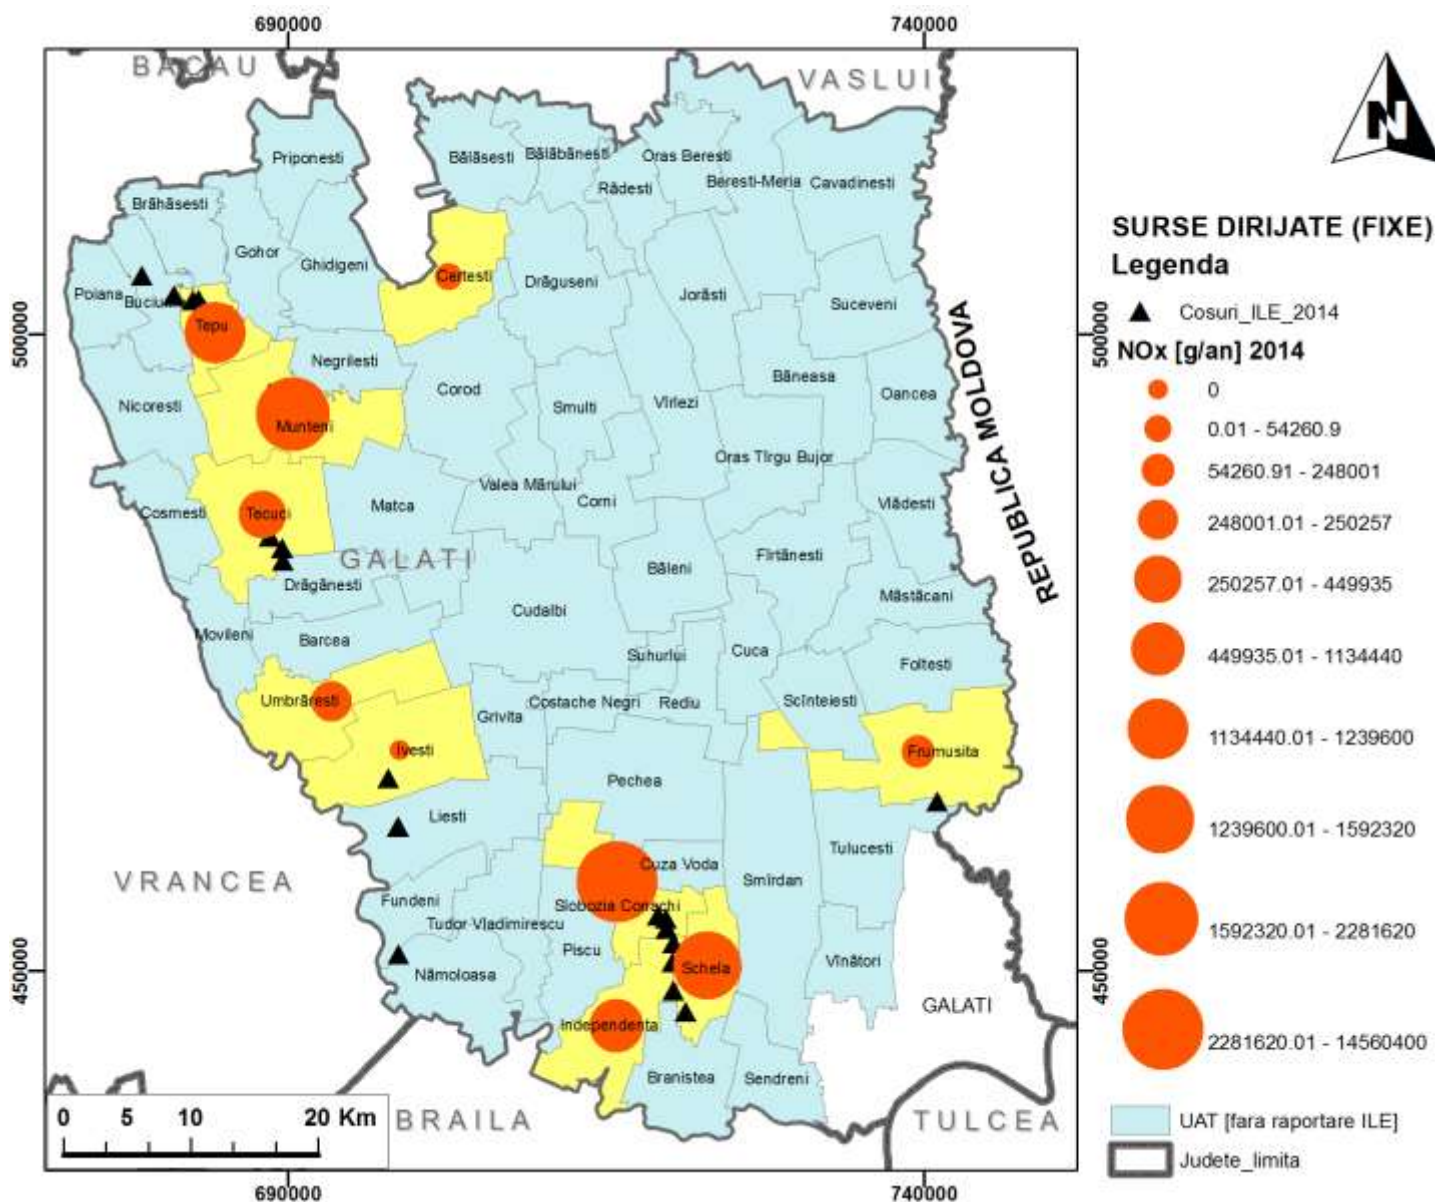 690000
740000
BACAU
VASLUI
Priponesti
Bălăsesti
Bălăbănesti
Oras Beresti
Rădesti
Beresti-Meria
Cavadinesti
Brăhăsesti
Gohor
Ghidigeni
Certesti
Drăguseni
Jorăsti
Suceveni
Poiana
Tepu
500000
500000
Negrilesti
Corod
Băneasa
Oancea
Nicoresti
Munteni
Smulti
Vîrlezi
Oras Tîrgu Bujor
REPUBLICA MOLDOVA
Cosmesti
Tecuci
Matca
Valea Mărului
Corni
Vlădesti
GALATI
Drăgănesti
Băleni
Fîrtănesti
Cudalbi
Măstăcani
Movileni
Barcea
Suhurlui
Cuca
Foltesti
Umbrăresti
Grivita
Costache Negri
Rediu
Scînteiesti
Ivesti
Frumusita
Pechea
Liesti
Tulucesti
Cuza Voda
Smîrdan
VRANCEA
Fundeni
Tudor Vladimirescu
Slobozia Conachi
Piscu
Schela
Vînători
450000
450000
Nămoloasa
Independenta
GALATI
Branistea
Sendreni
BRAILA
TULCEA
0 5 10 20 Km
690000
740000
N
SURSE DIRIJATE (FIXE)
Legenda
Cosuri_ILE_2014
NOx [g/an] 2014
0
0.01 - 54260.9
54260.91 - 248001
248001.01 - 250257
250257.01 - 449935
449935.01 - 1134440
1134440.01 - 1239600
1239600.01 - 1592320
1592320.01 - 2281620
2281620.01 - 14560400
UAT [fara raportare ILE]
Judete_limita